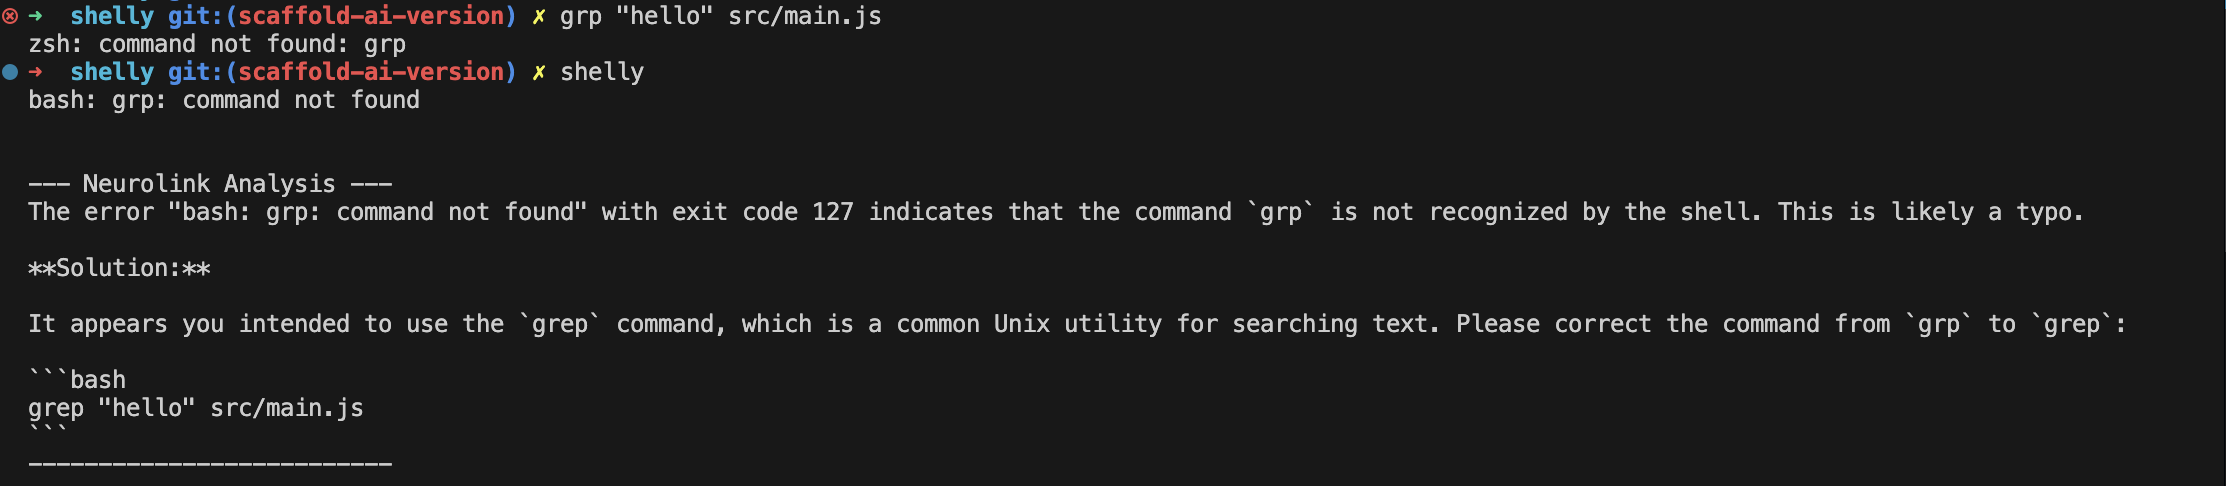 ➜  shelly git:(scaffold-ai-version) ✗ grp "hello" src/main.js
zsh: command not found: grp
➜  shelly git:(scaffold-ai-version) ✗ shelly
bash: grp: command not found
--- Neurolink Analysis ---
The error "bash: grp: command not found" with exit code 127 indicates that the command `grp` is not recognized by the shell. This is likely a typo.
**Solution:**
It appears you intended to use the `grep` command, which is a common Unix utility for searching text. Please correct the command from `grp` to `grep`:
```bash
grep "hello" src/main.js
```
--------------------------